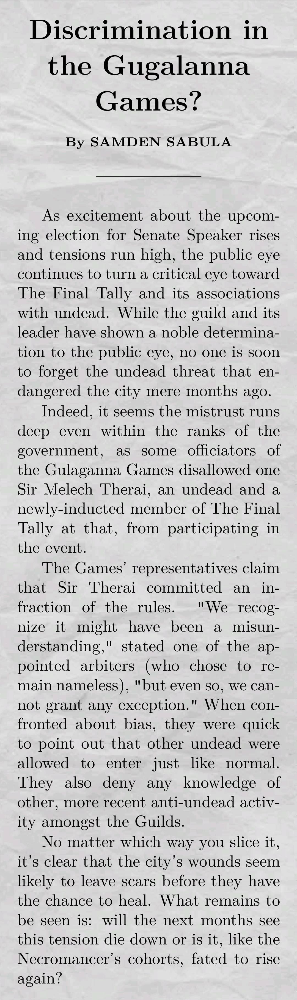 Discrimination in
the Gugalanna
Games?
By SAMDEN SABULA
As excitement about the upcom-
ing election for Senate Speaker rises
and tensions run high, the public eye
continues to turn a critical eye toward
The Final Tally and its associations
with undead. While the guild and its
leader have shown a noble determina-
tion to the public eye, no one is soon
to forget the undead threat that en-
dangered the city mere months ago.
Indeed, it seems the mistrust runs
deep even within the ranks of the
government, as some officiators of
the Gulaganna Games disallowed one
Sir Melech Therai, an undead and a
newly-inducted member of The Final
Tally at that, from participating in
the event.
The Games' representatives claim
that Sir Therai committed an in-
fraction of the rules. "We recog-
nize it might have been a misun-
derstanding," stated one of the ap-
pointed arbiters (who chose to re-
main nameless), "but even so, we can-
not grant any exception." When con-
fronted about bias, they were quick
to point out that other undead were
allowed to enter just like normal.
They also deny any knowledge of
other, more recent anti-undead activ-
ity amongst the Guilds.
No matter which way you slice it,
it's clear that the city's wounds seem
likely to leave scars before they have
the chance to heal. What remains to
be seen is: will the next months see
this tension die down or is it, like the
Necromancer's cohorts, fated to rise
again?